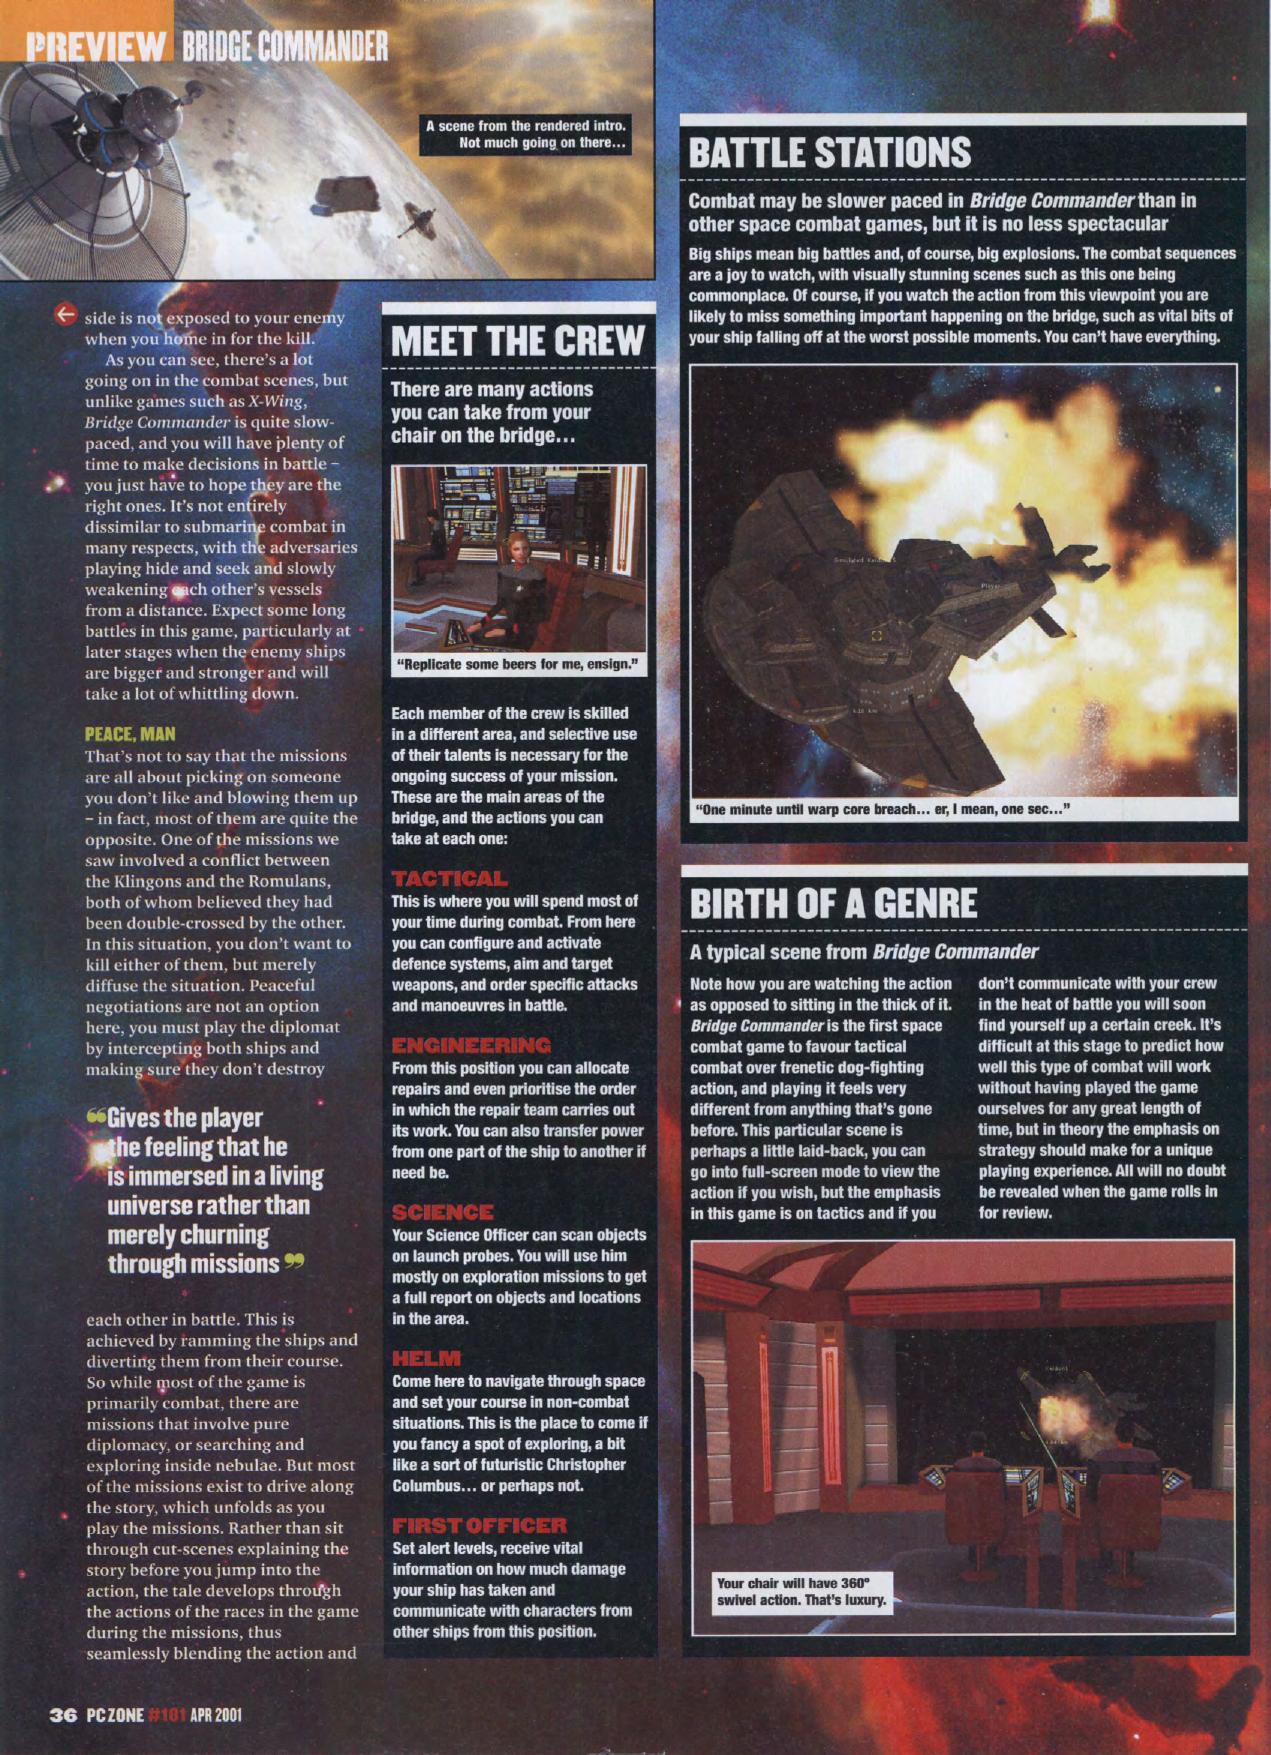 PREVIEW BRIDGE COMMANDER
A scene from the rendered intro.
Not much going on there...
side is not exposed to your enemy
when you home in for the kill.
As you can see, there's a lot
going on in the combat scenes, but
unlike games such as X-Wing,
Bridge Commander is quite slow-
paced, and you will have plenty of
time to make decisions in battle –
you just have to hope they are the
right ones. It's not entirely
dissimilar to submarine combat in
many respects, with the adversaries
playing hide and seek and slowly
weakening each other's vessels
from a distance. Expect some long
battles in this game, particularly at
later stages when the enemy ships
are bigger and stronger and will
take a lot of whittling down.
PEACE, MAN
That's not to say that the missions
are all about picking on someone
you don't like and blowing them up
– in fact, most of them are quite the
opposite. One of the missions we
saw involved a conflict between
the Klingons and the Romulans,
both of whom believed they had
been double-crossed by the other.
In this situation, you don't want to
kill either of them, but merely
diffuse the situation. Peaceful
negotiations are not an option
here, you must play the diplomat
by intercepting both ships and
making sure they don't destroy
“Gives the player
the feeling that he
is immersed in a living
universe rather than
merely churning
through missions”
each other in battle. This is
achieved by ramming the ships and
diverting them from their course.
So while most of the game is
primarily combat, there are
missions that involve pure
diplomacy, or searching and
exploring inside nebulae. But most
of the missions exist to drive along
the story, which unfolds as you
play the missions. Rather than sit
through cut-scenes explaining the
story before you jump into the
action, the tale develops through
the actions of the races in the game
during the missions, thus
seamlessly blending the action and
MEET THE CREW
There are many actions
you can take from your
chair on the bridge...
“Replicate some beers for me, ensign.”
Each member of the crew is skilled
in a different area, and selective use
of their talents is necessary for the
ongoing success of your mission.
These are the main areas of the
bridge, and the actions you can
take at each one:
TACTICAL
This is where you will spend most of
your time during combat. From here
you can configure and activate
defence systems, aim and target
weapons, and order specific attacks
and manoeuvres in battle.
ENGINEERING
From this position you can allocate
repairs and even prioritise the order
in which the repair team carries out
its work. You can also transfer power
from one part of the ship to another if
need be.
SCIENCE
Your Science Officer can scan objects
on launch probes. You will use him
mostly on exploration missions to get
a full report on objects and locations
in the area.
HELM
Come here to navigate through space
and set your course in non-combat
situations. This is the place to come if
you fancy a spot of exploring, a bit
like a sort of futuristic Christopher
Columbus... or perhaps not.
FIRST OFFICER
Set alert levels, receive vital
information on how much damage
your ship has taken and
communicate with characters from
other ships from this position.
BATTLE STATIONS
Combat may be slower paced in Bridge Commander than in
other space combat games, but it is no less spectacular
Big ships mean big battles and, of course, big explosions. The combat sequences
are a joy to watch, with visually stunning scenes such as this one being
commonplace. Of course, if you watch the action from this viewpoint you are
likely to miss something important happening on the bridge, such as vital bits of
your ship falling off at the worst possible moments. You can't have everything.
Player
“One minute until warp core breach... er, I mean, one sec...”
BIRTH OF A GENRE
A typical scene from Bridge Commander
Note how you are watching the action
as opposed to sitting in the thick of it.
Bridge Commander is the first space
combat game to favour tactical
combat over frenetic dog-fighting
action, and playing it feels very
different from anything that's gone
before. This particular scene is
perhaps a little laid-back, you can
go into full-screen mode to view the
action if you wish, but the emphasis
in this game is on tactics and if you
don't communicate with your crew
in the heat of battle you will soon
find yourself up a certain creek. It's
difficult at this stage to predict how
well this type of combat will work
without having played the game
ourselves for any great length of
time, but in theory the emphasis on
strategy should make for a unique
playing experience. All will no doubt
be revealed when the game rolls in
for review.
Your chair will have 360°
swivel action. That's luxury.
36 PCZONE #101 APR 2001